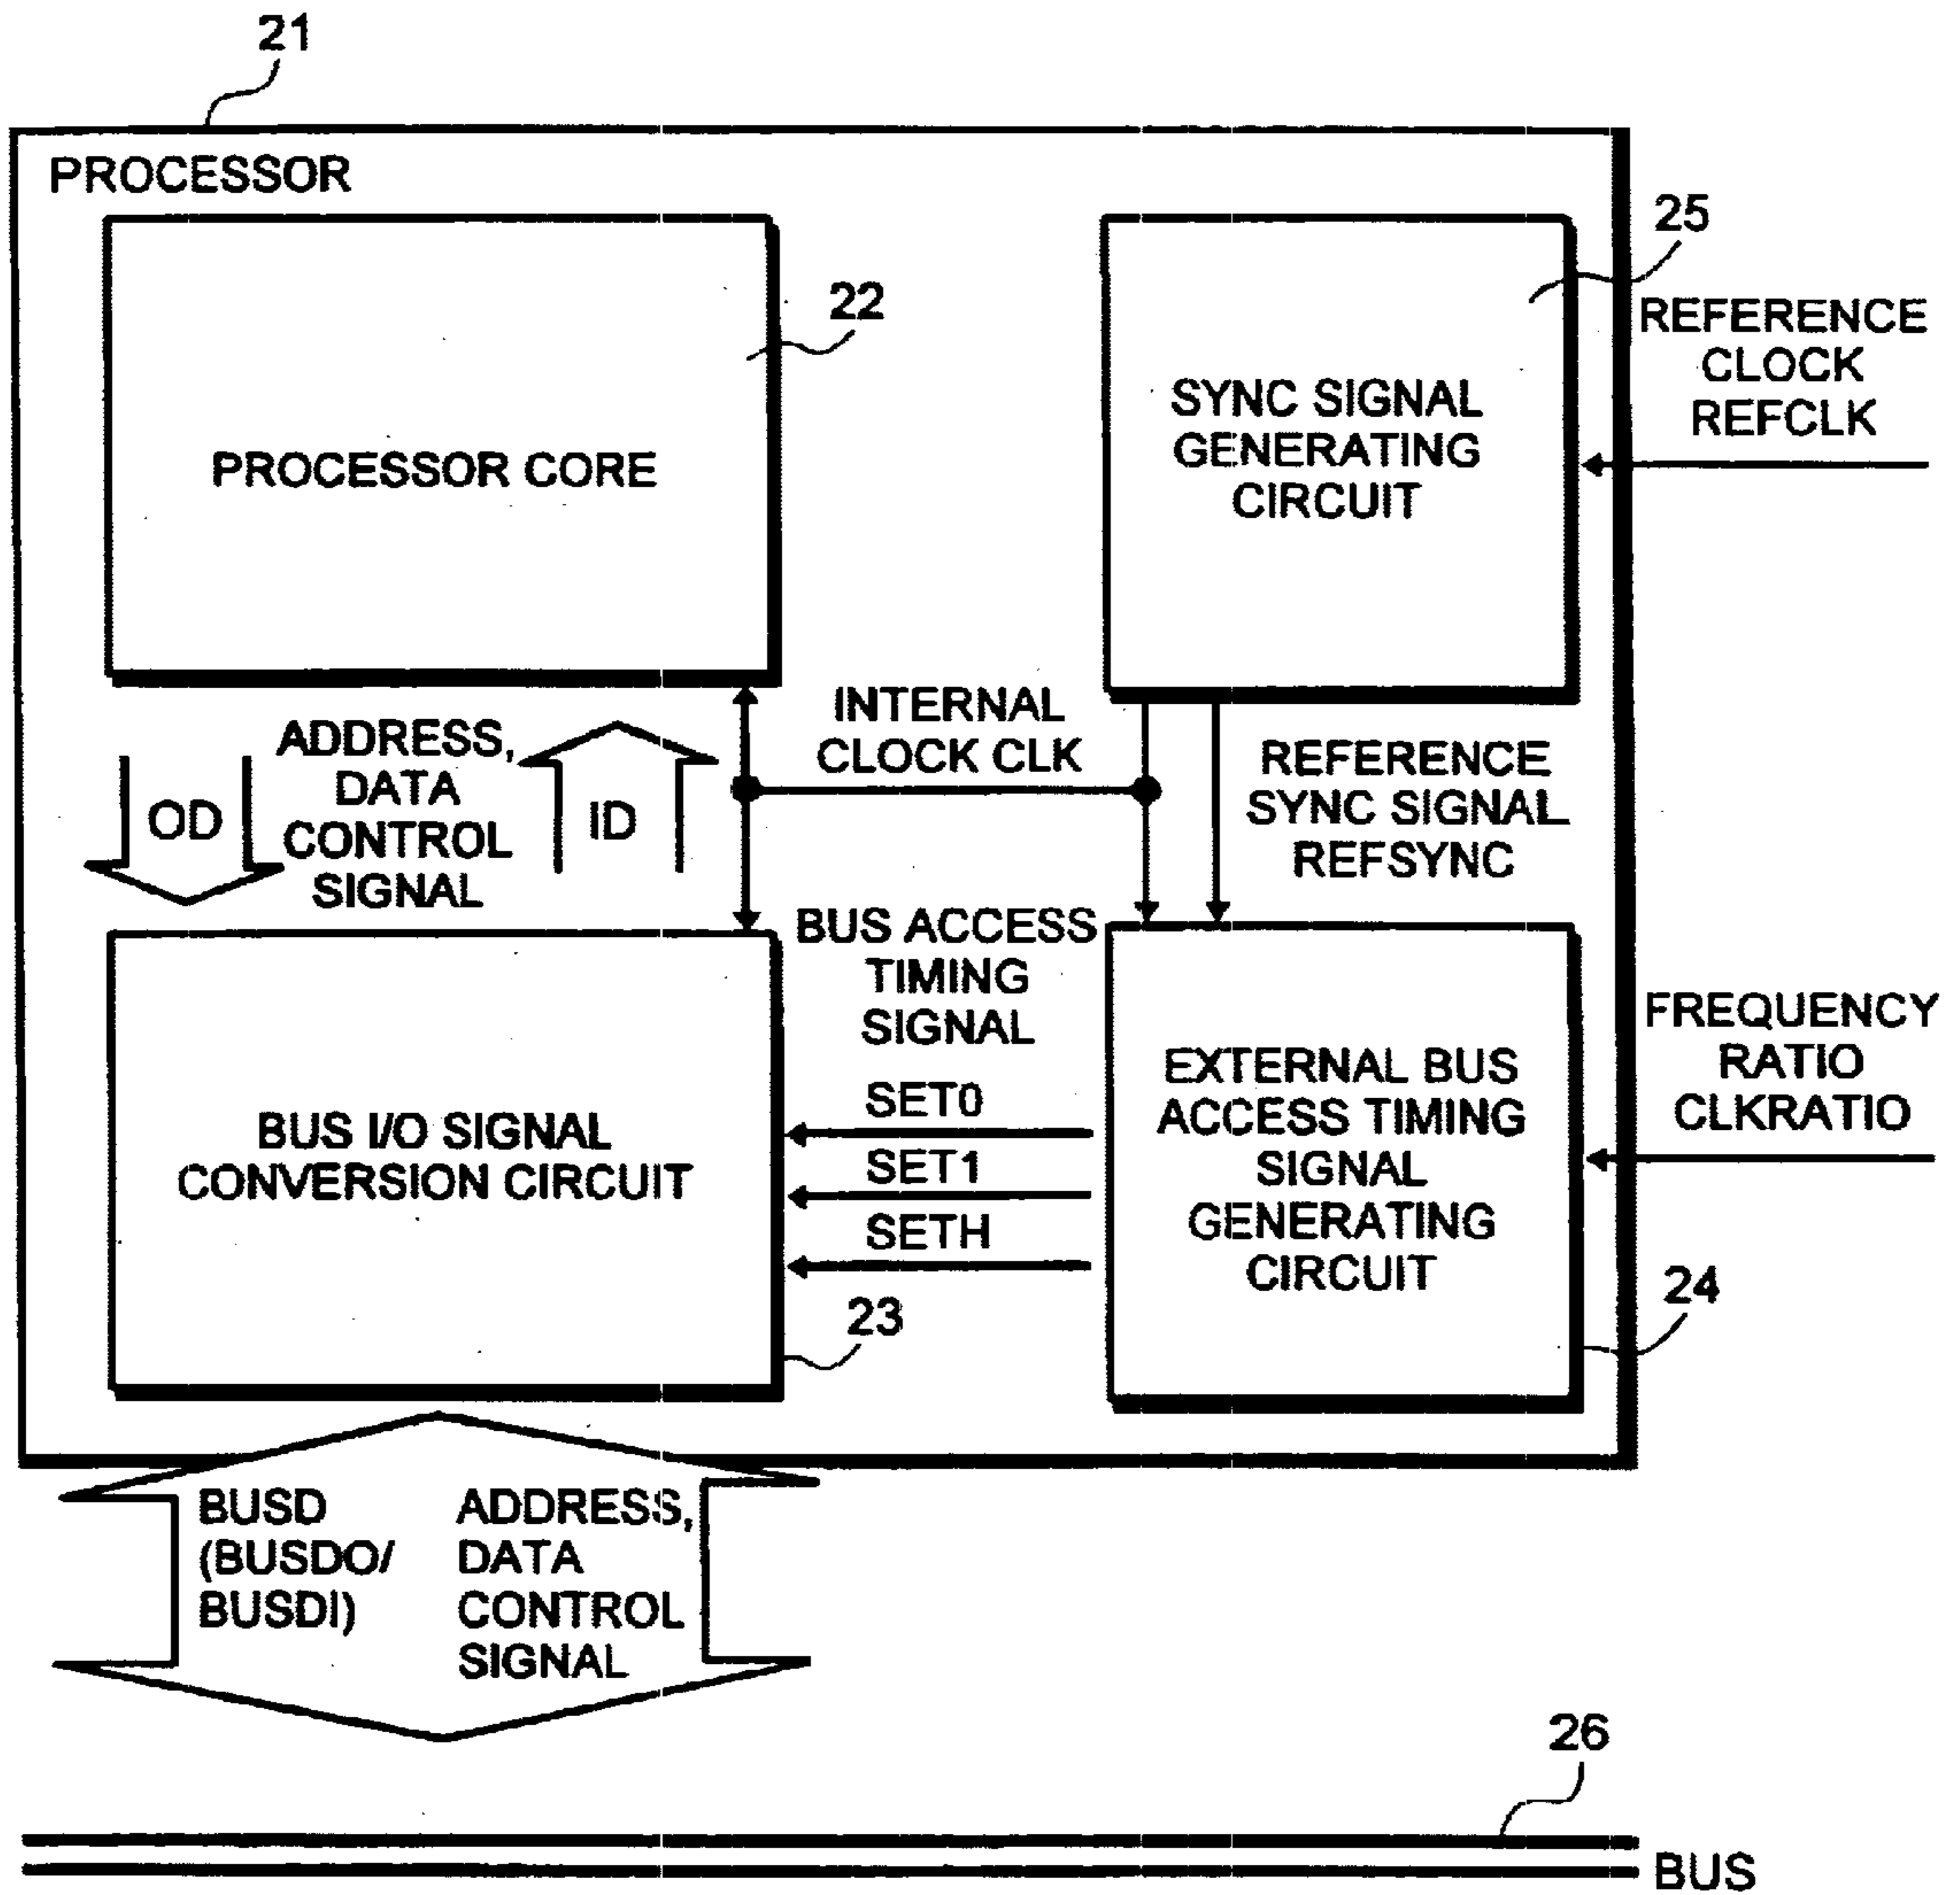 21
PROCESSOR
25
22
REFERENCE
CLOCK
REFCLK
SYNC SIGNAL
GENERATING
CIRCUIT
PROCESSOR CORE
INTERNAL
CLOCK CLK
ADDRESS,
DATA
CONTROL
SIGNAL
OD
ID
REFERENCE
SYNC SIGNAL
REFSYNC
BUS ACCESS
TIMING
SIGNAL
FREQUENCY
RATIO
CLKRATIO
EXTERNAL BUS
ACCESS TIMING
SIGNAL
GENERATING
CIRCUIT
SET0
SET1
SETH
BUS I/O SIGNAL
CONVERSION CIRCUIT
24
23
BUSD
(BUSDO/
BUSDI)
ADDRESS,
DATA
CONTROL
SIGNAL
26
BUS